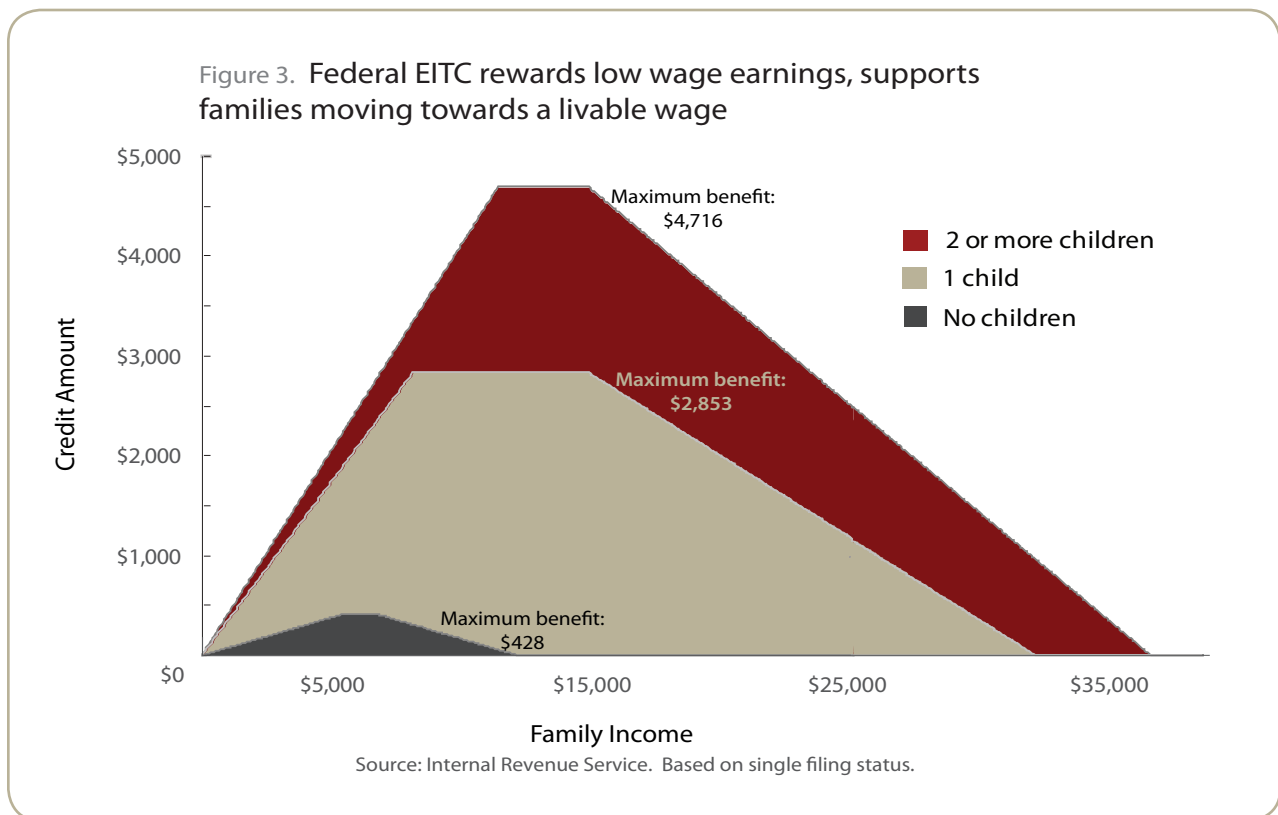 Figure 3. Federal EITC rewards low wage earnings, supports
families moving towards a livable wage
$5,000
$4,000
$3,000
$2,000
$1,000
$0
Credit Amount
Maximum benefit:
$4,716
Maximum benefit:
$2,853
Maximum benefit:
$428
2 or more children
1 child
No children
$5,000
$15,000
$25,000
$35,000
Family Income
Source: Internal Revenue Service. Based on single filing status.